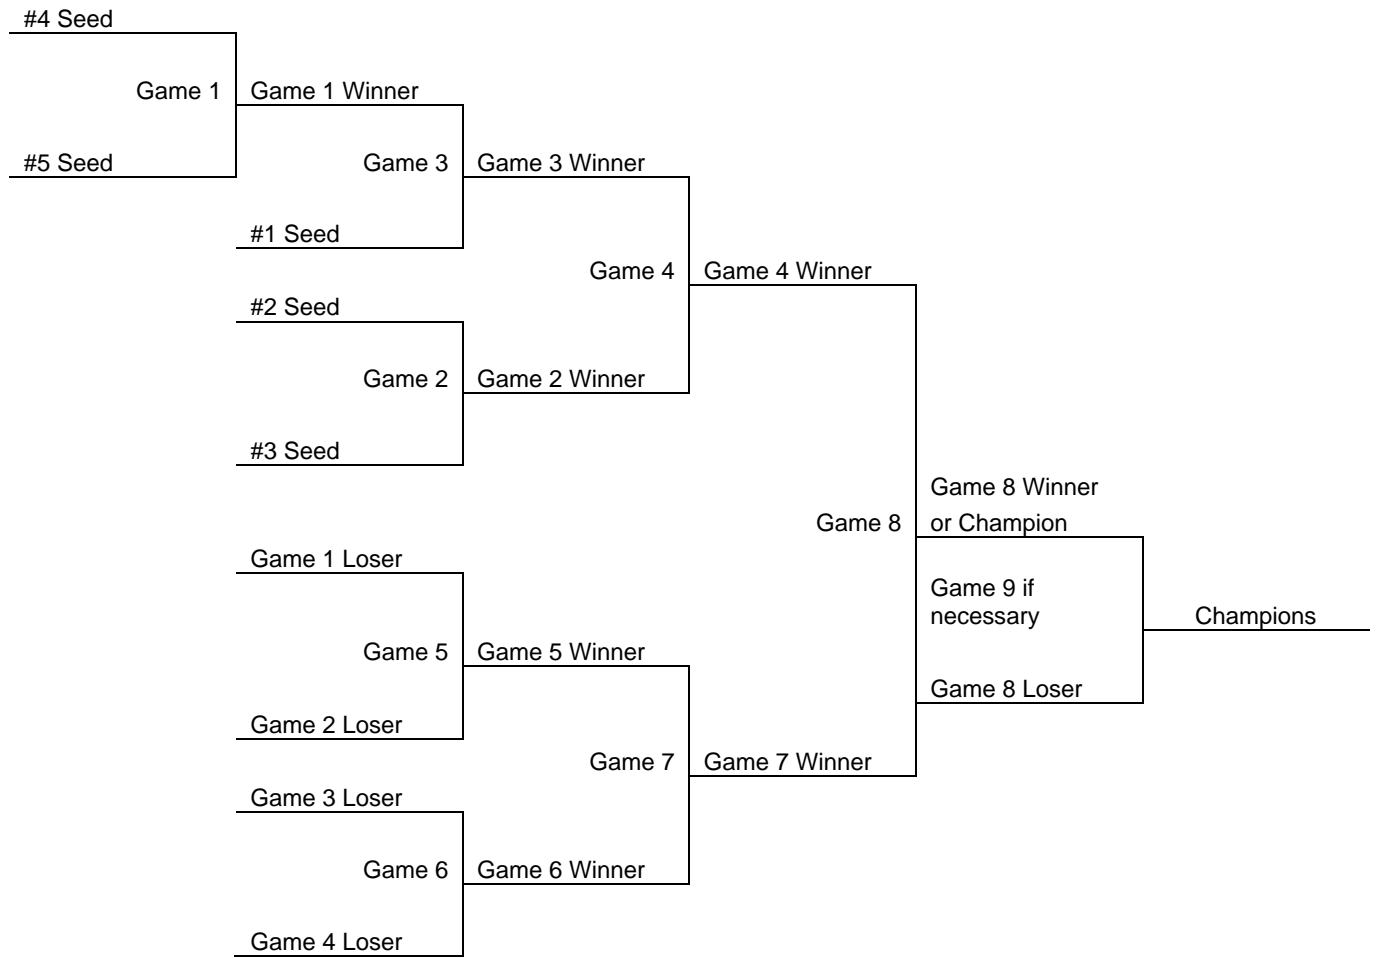 #4 Seed
Game 1
Game 1 Winner
#5 Seed
Game 3
Game 3 Winner
#1 Seed
Game 4
Game 4 Winner
#2 Seed
Game 2
Game 2 Winner
#3 Seed
Game 8 Winner
Game 8
or Champion
Game 1 Loser
Game 9 if
necessary
Champions
Game 5
Game 5 Winner
Game 8 Loser
Game 2 Loser
Game 7
Game 7 Winner
Game 3 Loser
Game 6
Game 6 Winner
Game 4 Loser